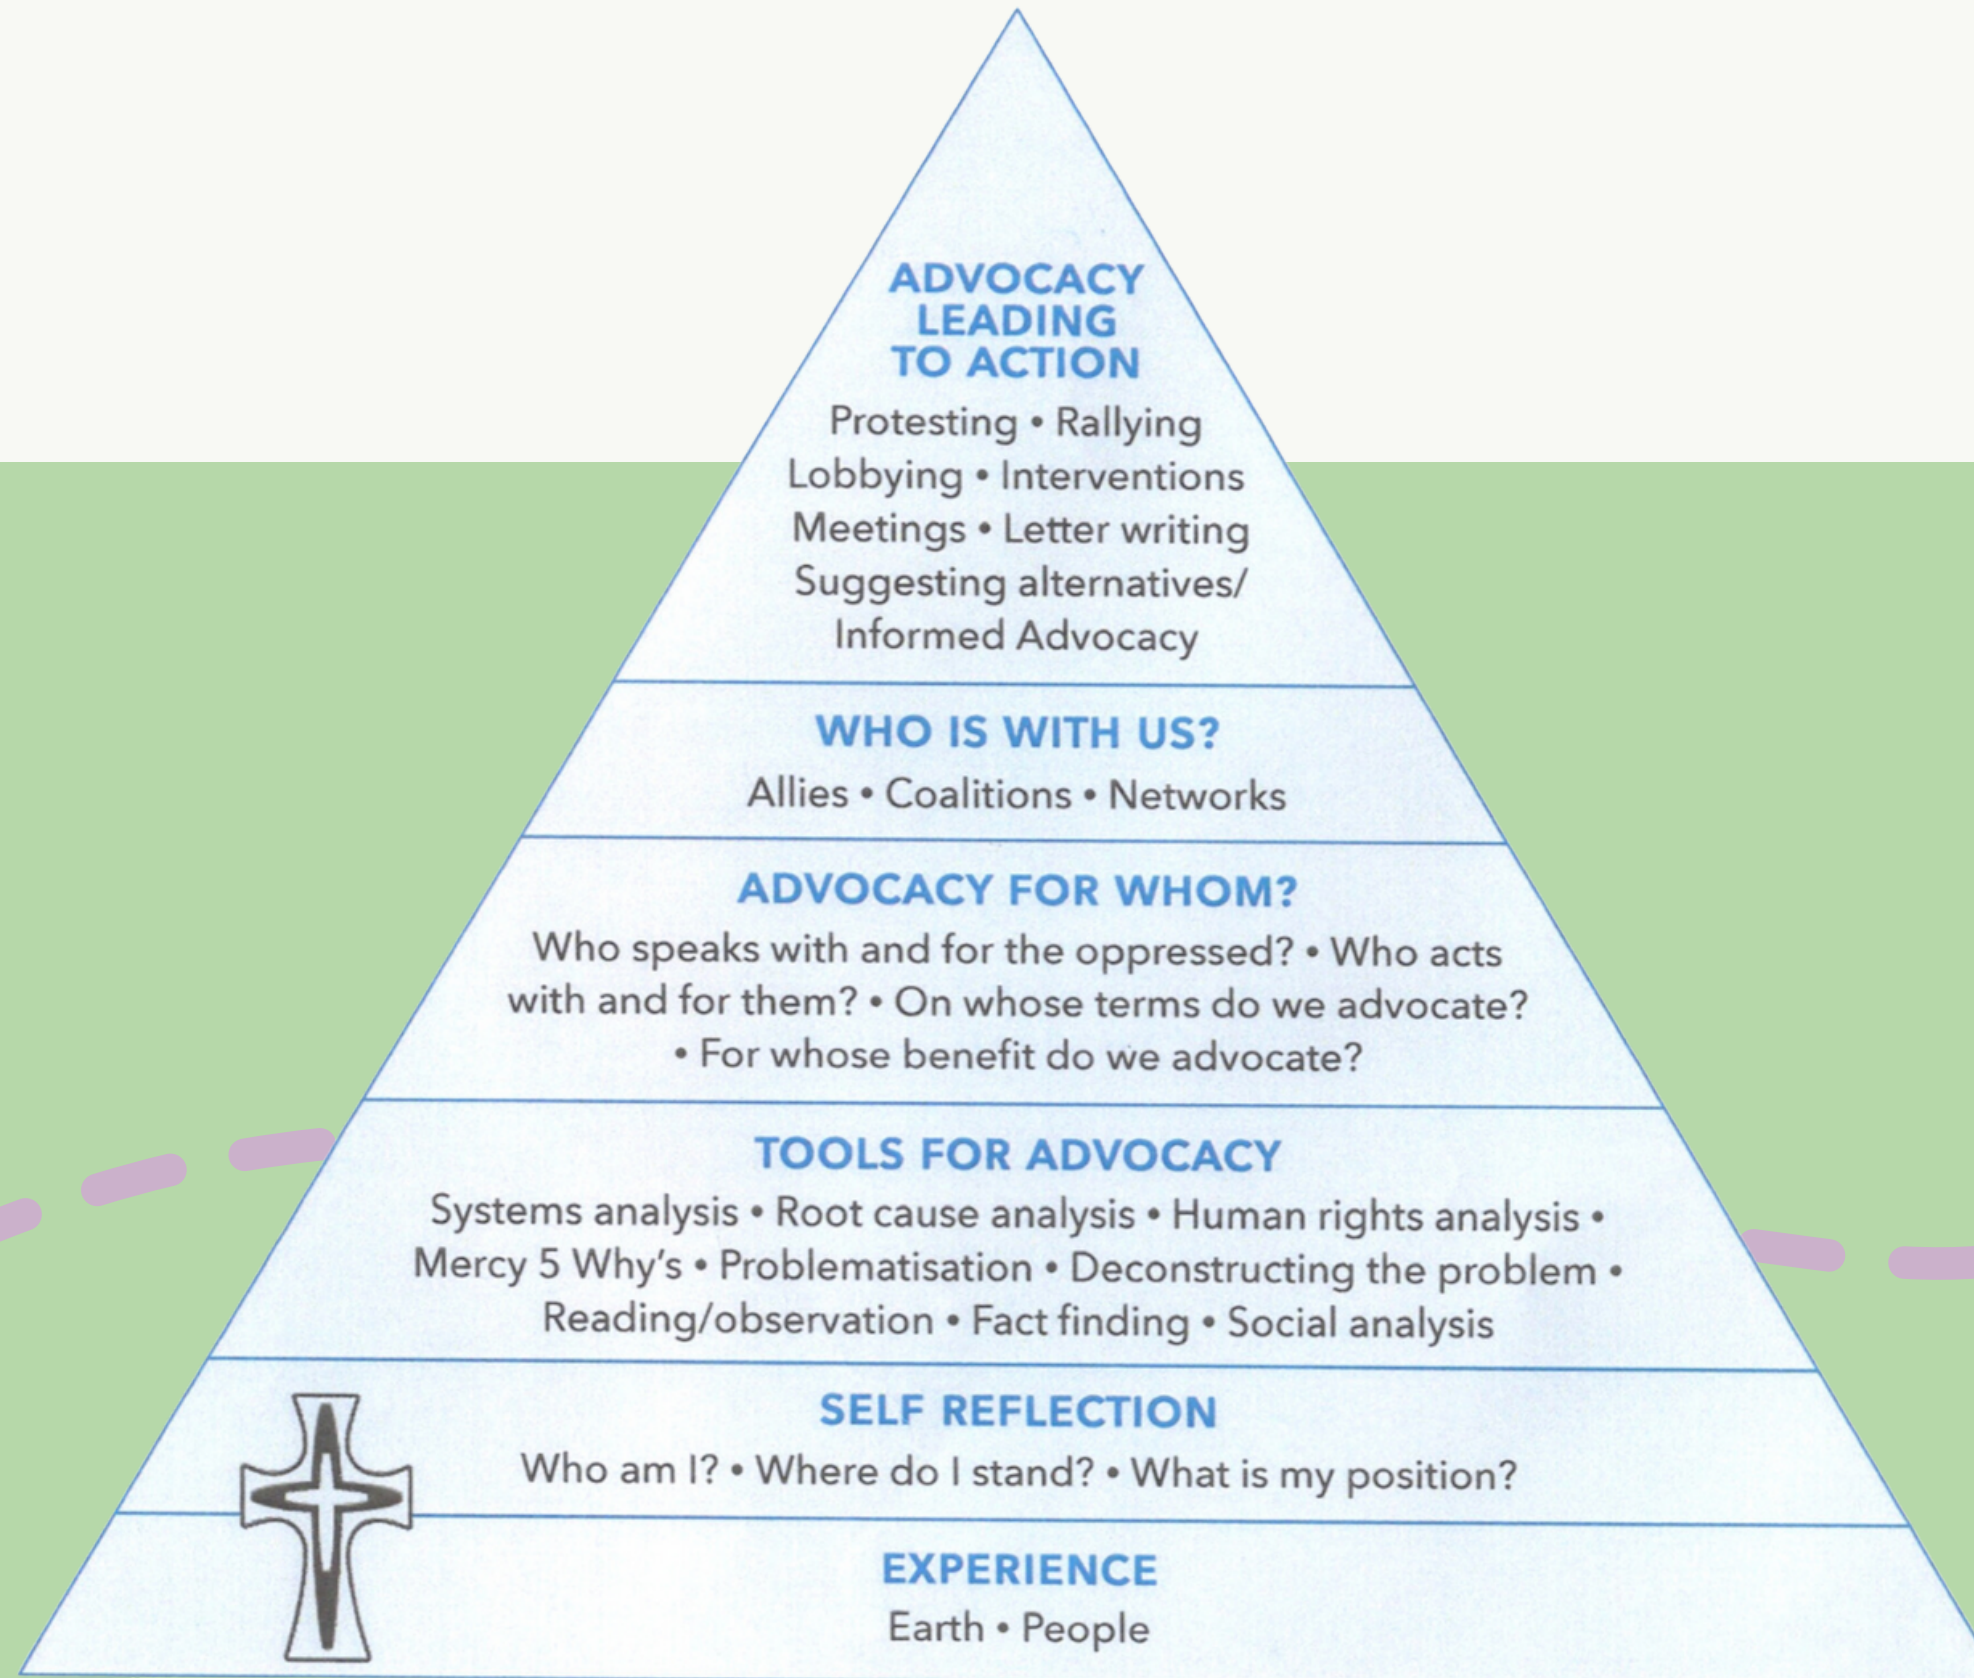 ADVOCACY
LEADING
TO ACTION
Protesting • Rallying
Lobbying • Interventions
Meetings • Letter writing
Suggesting alternatives/
Informed Advocacy
WHO IS WITH US?
Allies • Coalitions • Networks
ADVOCACY FOR WHOM?
Who speaks with and for the oppressed? • Who acts
with and for them? • On whose terms do we advocate?
• For whose benefit do we advocate?
TOOLS FOR ADVOCACY
Systems analysis • Root cause analysis • Human rights analysis •
Mercy 5 Why's • Problematisation • Deconstructing the problem •
Reading/observation • Fact finding • Social analysis
SELF REFLECTION
Who am I? • Where do I stand? • What is my position?
EXPERIENCE
Earth • People